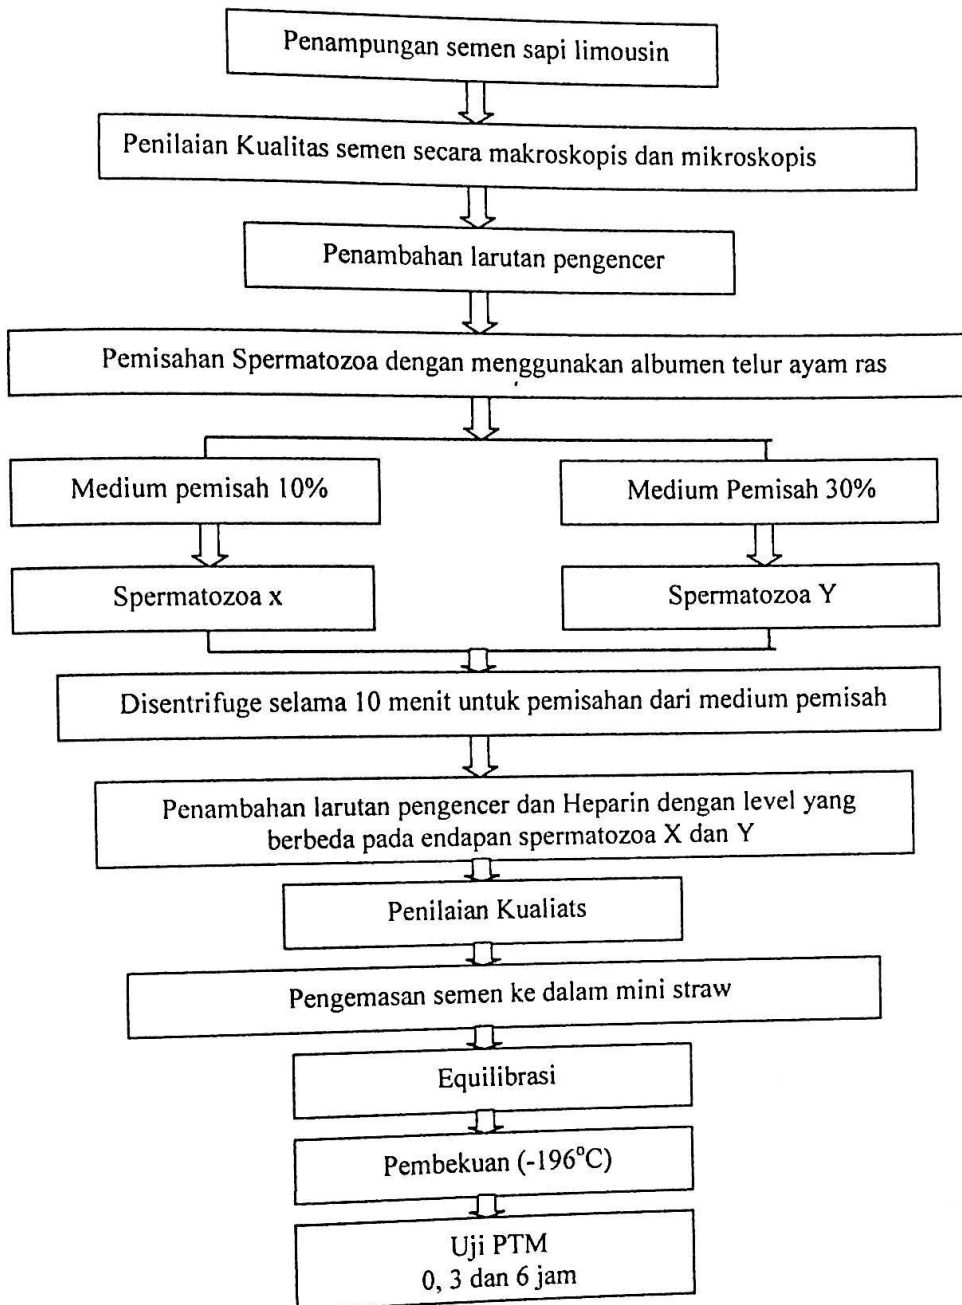 Penampungan semen sapi limousin
Penilaian Kualitas semen secara makroskopis dan mikroskopis
Penambahan larutan pengencer
Pemisahan Spermatozoa dengan menggunakan albumen telur ayam ras
Medium pemisah 10%
Medium Pemisah 30%
Spermatozoa x
Spermatozoa Y
Disentrifuge selama 10 menit untuk pemisahan dari medium pemisah
Penambahan larutan pengencer dan Heparin dengan level yang
berbeda pada endapan spermatozoa X dan Y
Penilaian Kualiats
Pengemasan semen ke dalam mini straw
Equilibrasi
Pembekuan (-196°C)
Uji PTM
0, 3 dan 6 jam